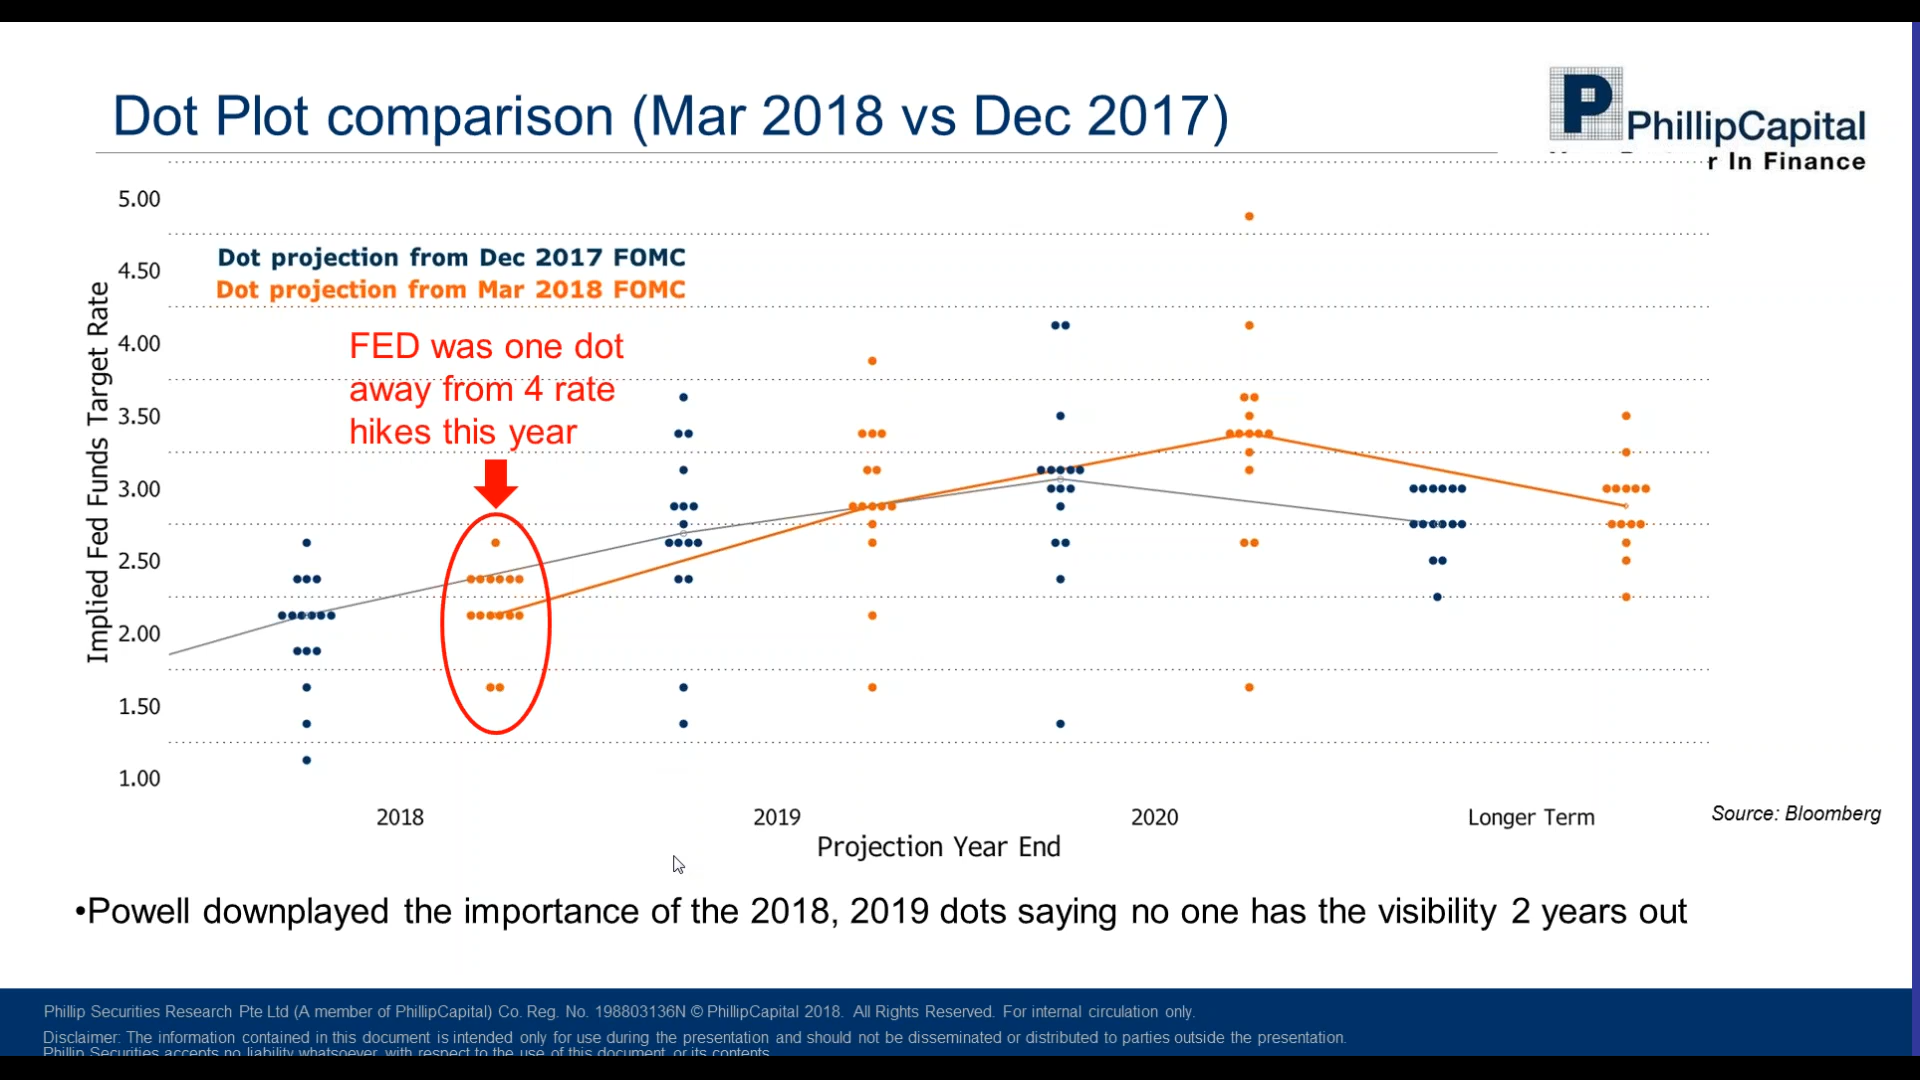 Dot Plot comparison (Mar 2018 vs Dec 2017)
P
PhillipCapital
r In Finance
5.00
4.50
4.00
3.50
3.00
2.50
2.00
1.50
1.00
Implied Fed Funds Target Rate
Dot projection from Dec 2017 FOMC
Dot projection from Mar 2018 FOMC
FED was one dot
away from 4 rate
hikes this year
2018 2019 2020 Longer Term
Projection Year End
Source: Bloomberg
•Powell downplayed the importance of the 2018, 2019 dots saying no one has the visibility 2 years out
Phillip Securities Research Pte Ltd (A member of PhillipCapital) Co. Reg. No. 198803136N © PhillipCapital 2018. All Rights Reserved. For internal circulation only.
Disclaimer: The information contained in this document is intended only for use during the presentation and should not be disseminated or distributed to parties outside the presentation.
Phillip Securities accepts no liability whatsoever with respect to the use of this document or its contents.